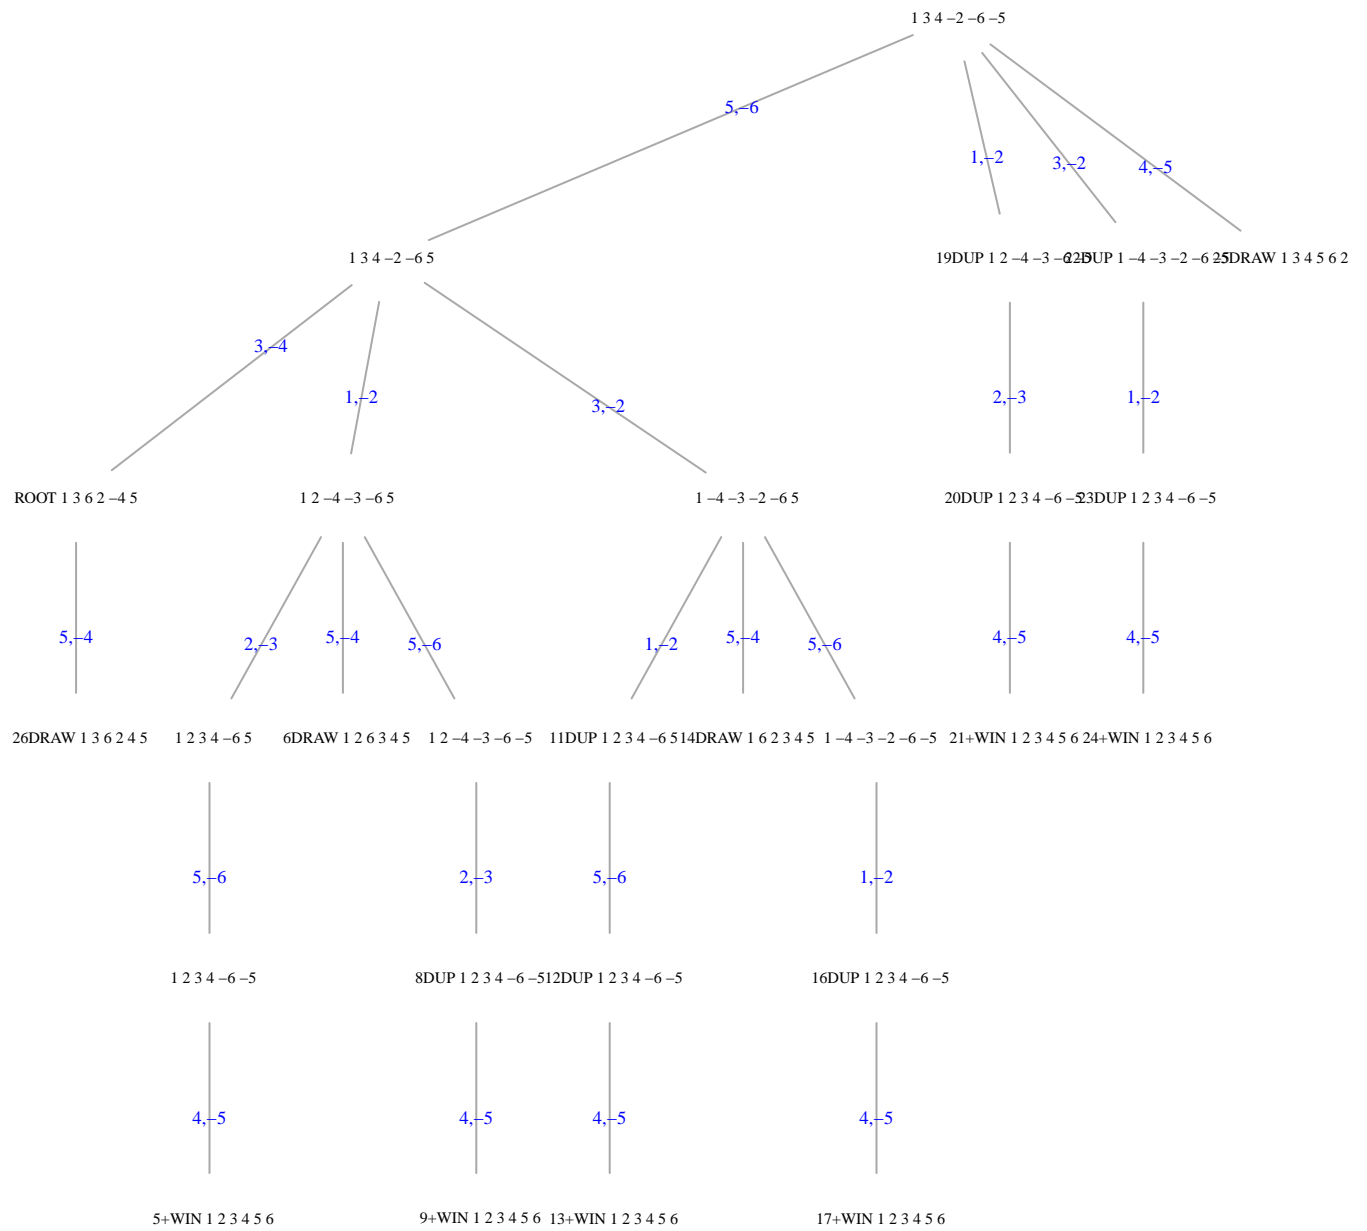 1 3 4 –2 –6 –5
5,–6
1,–2
3,–2
4,–5
1 3 4 –2 –6 5
19DUP 1 2 –4 –3 –6 –5
22DUP 1 –4 –3 –2 –6 –5
25DRAW 1 3 4 5 6 2
3,–4
1,–2
3,–2
2,–3
1,–2
ROOT 1 3 6 2 –4 5
1 2 –4 –3 –6 5
1 –4 –3 –2 –6 5
20DUP 1 2 3 4 –6 –5
23DUP 1 2 3 4 –6 –5
5,–4
2,–3
5,–4
5,–6
1,–2
5,–4
5,–6
4,–5
4,–5
26DRAW 1 3 6 2 4 5
1 2 3 4 –6 5
6DRAW 1 2 6 3 4 5
1 2 –4 –3 –6 –5
11DUP 1 2 3 4 –6 5
14DRAW 1 6 2 3 4 5
1 –4 –3 –2 –6 –5
21+WIN 1 2 3 4 5 6
24+WIN 1 2 3 4 5 6
5,–6
2,–3
5,–6
1,–2
1 2 3 4 –6 –5
8DUP 1 2 3 4 –6 –5
12DUP 1 2 3 4 –6 –5
16DUP 1 2 3 4 –6 –5
4,–5
4,–5
4,–5
4,–5
5+WIN 1 2 3 4 5 6
9+WIN 1 2 3 4 5 6
13+WIN 1 2 3 4 5 6
17+WIN 1 2 3 4 5 6